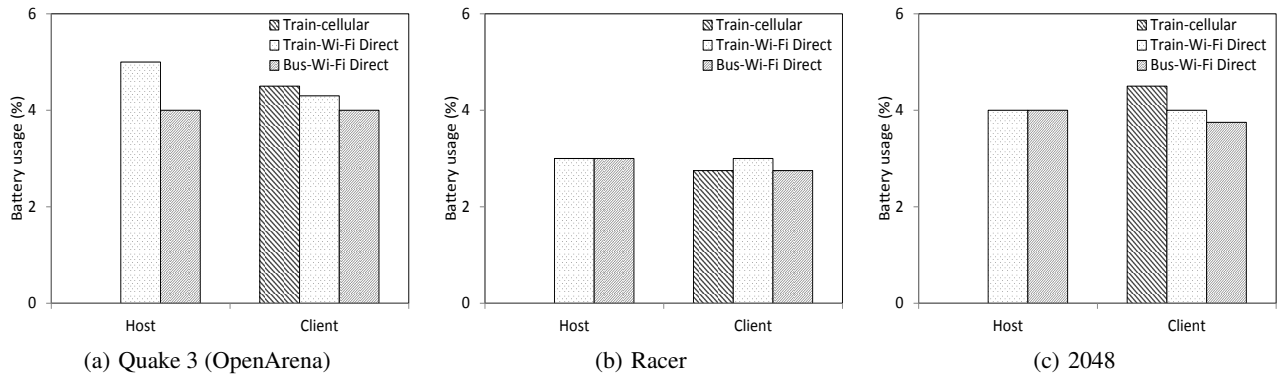 6
4
2
0
Battery usage (%)
Train-cellular
Train-Wi-Fi Direct
Bus-Wi-Fi Direct
Host Client
(a) Quake 3 (OpenArena)
6
4
2
0
Battery usage (%)
Train-cellular
Train-Wi-Fi Direct
Bus-Wi-Fi Direct
Host Client
(b) Racer
6
4
2
0
Battery usage (%)
Train-cellular
Train-Wi-Fi Direct
Bus-Wi-Fi Direct
Host Client
(c) 2048